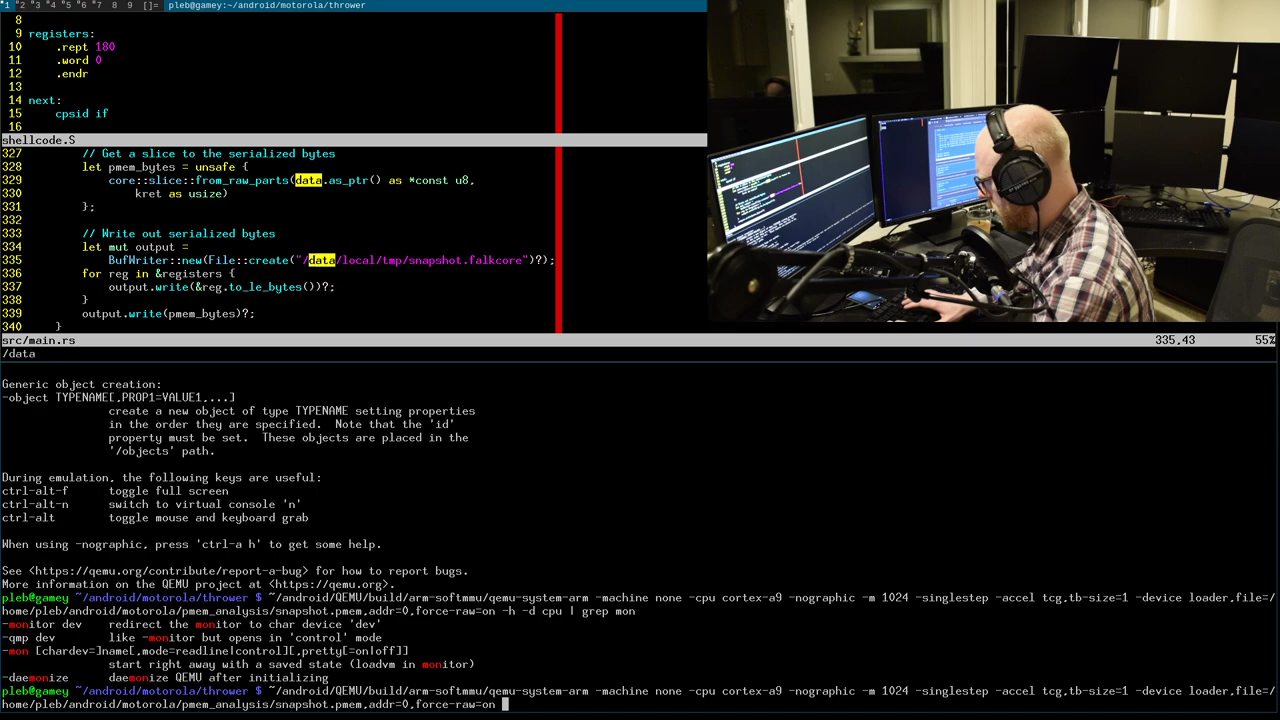 1 2 3 4 5 6 7 8 9 []= pleb@gamey:~/android/motorola/thrower
8
9 registers:
10     .rept 180
11     .word 0
12     .endr
13
14 next:
15     cpsid if
16
shellcode.S
327         // Get a slice to the serialized bytes
328         let pmem_bytes = unsafe {
329             core::slice::from_raw_parts(data.as_ptr() as *const u8,
330                 kret as usize)
331         };
332
333         // Write out serialized bytes
334         let mut output =
335             BufWriter::new(File::create("/data/local/tmp/snapshot.falkcore")?);
336         for reg in &registers {
337             output.write(&reg.to_le_bytes())?;
338         }
339         output.write(pmem_bytes)?;
340     }
src/main.rs 335,43 55%
/data
Generic object creation:
-object TYPENAME[,PROP1=VALUE1,...]
                create a new object of type TYPENAME setting properties
                in the order they are specified.  Note that the 'id'
                property must be set.  These objects are placed in the
                '/objects' path.
During emulation, the following keys are useful:
ctrl-alt-f      toggle full screen
ctrl-alt-n      switch to virtual console 'n'
ctrl-alt        toggle mouse and keyboard grab
When using -nographic, press 'ctrl-a h' to get some help.
See <https://qemu.org/contribute/report-a-bug> for how to report bugs.
More information on the QEMU project at <https://qemu.org>.
pleb@gamey ~/android/motorola/thrower $ ~/android/QEMU/build/arm-softmmu/qemu-system-arm -machine none -cpu cortex-a9 -nographic -m 1024 -singlestep -accel tcg,tb-size=1 -device loader,file=/
home/pleb/android/motorola/pmem_analysis/snapshot.pmem,addr=0,force-raw=on -h -d cpu | grep mon
-monitor dev    redirect the monitor to char device 'dev'
-qmp dev        like -monitor but opens in 'control' mode
-mon [chardev=]name[,mode=readline|control][,pretty[=on|off]]
                start right away with a saved state (loadvm in monitor)
-daemonize      daemonize QEMU after initializing
pleb@gamey ~/android/motorola/thrower $ ~/android/QEMU/build/arm-softmmu/qemu-system-arm -machine none -cpu cortex-a9 -nographic -m 1024 -singlestep -accel tcg,tb-size=1 -device loader,file=/
home/pleb/android/motorola/pmem_analysis/snapshot.pmem,addr=0,force-raw=on